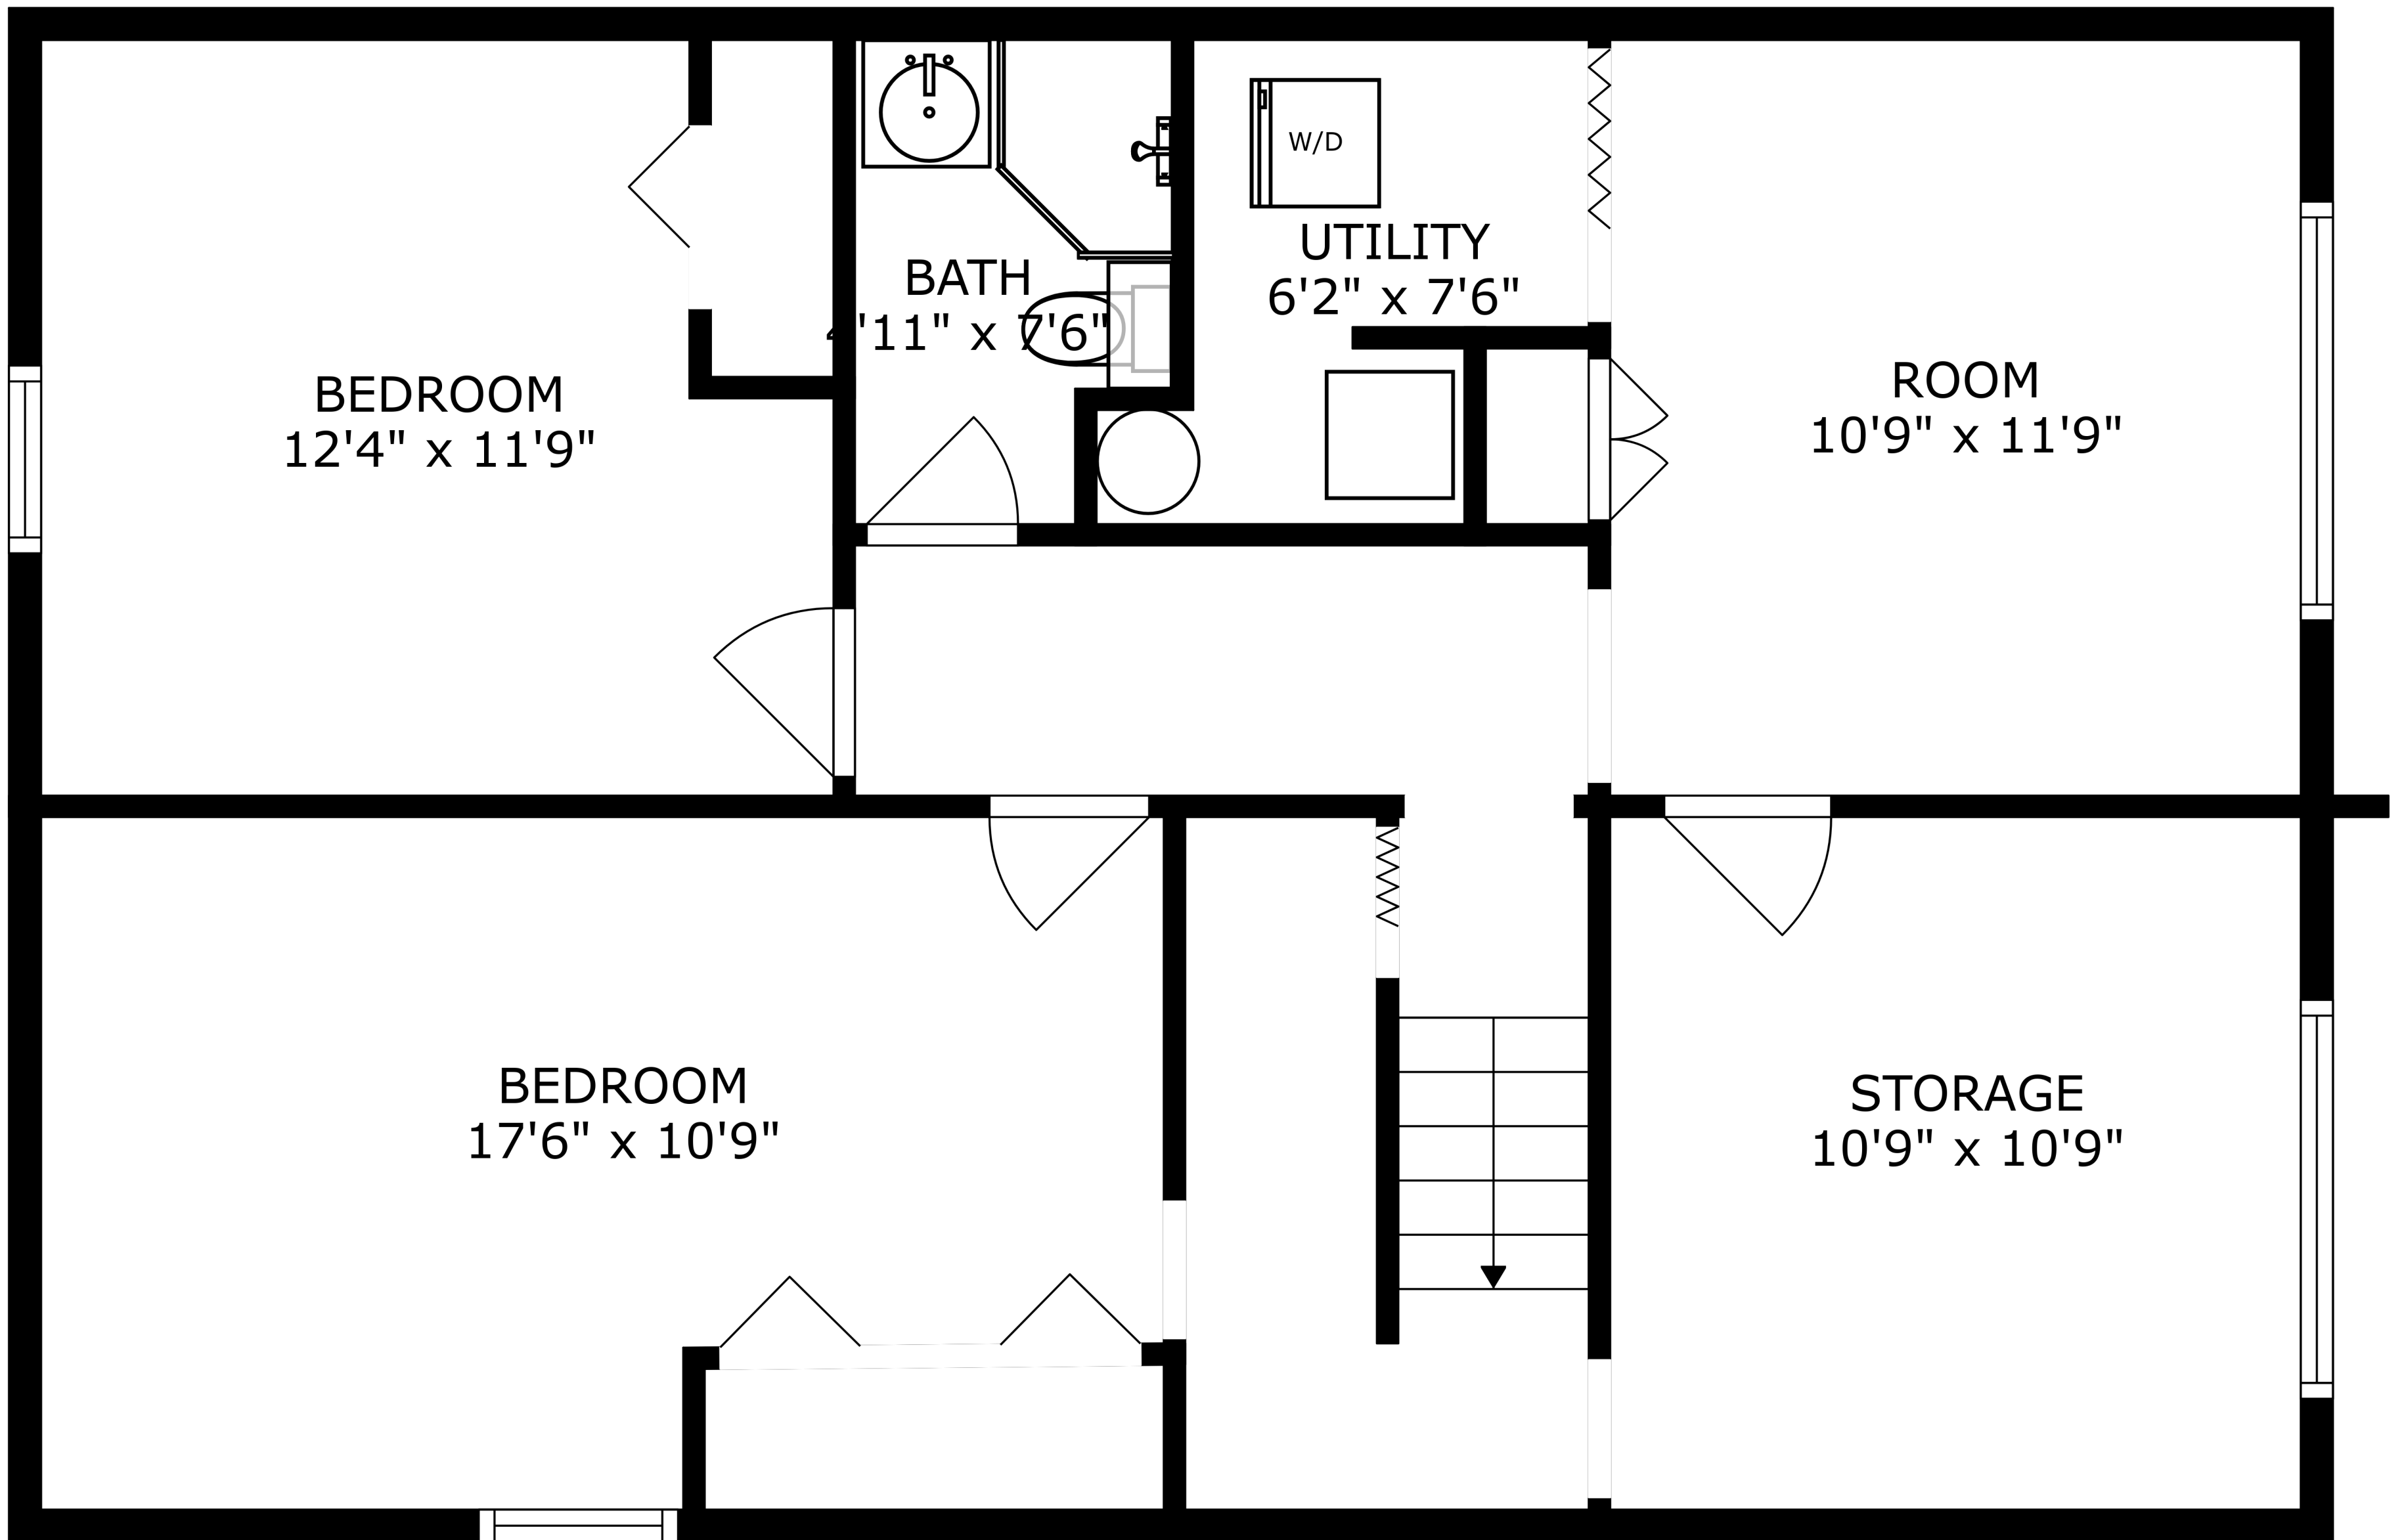 W/D
UTILITY
6'2" x 7'6"
BATH
4'11" x 7'6"
BEDROOM
12'4" x 11'9"
ROOM
10'9" x 11'9"
BEDROOM
17'6" x 10'9"
STORAGE
10'9" x 10'9"